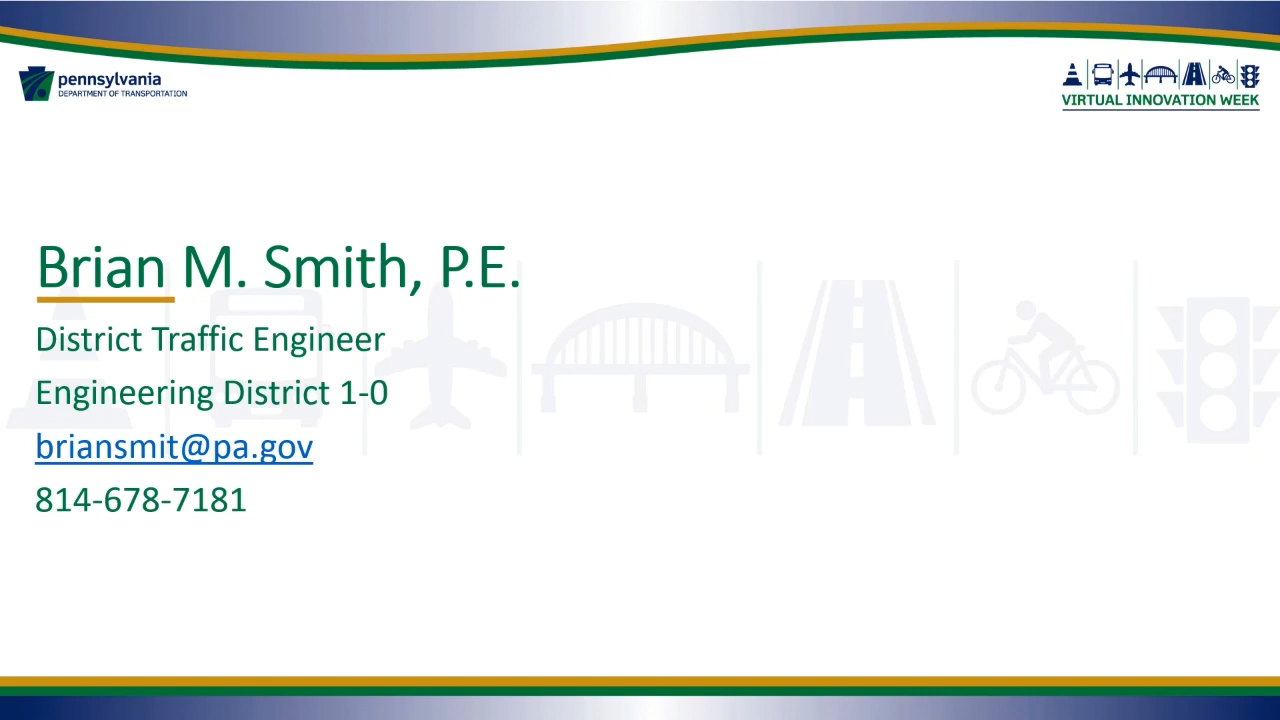 pennsylvania
DEPARTMENT OF TRANSPORTATION
VIRTUAL INNOVATION WEEK
Brian M. Smith, P.E.
District Traffic Engineer
Engineering District 1-0
briansmit@pa.gov
814-678-7181